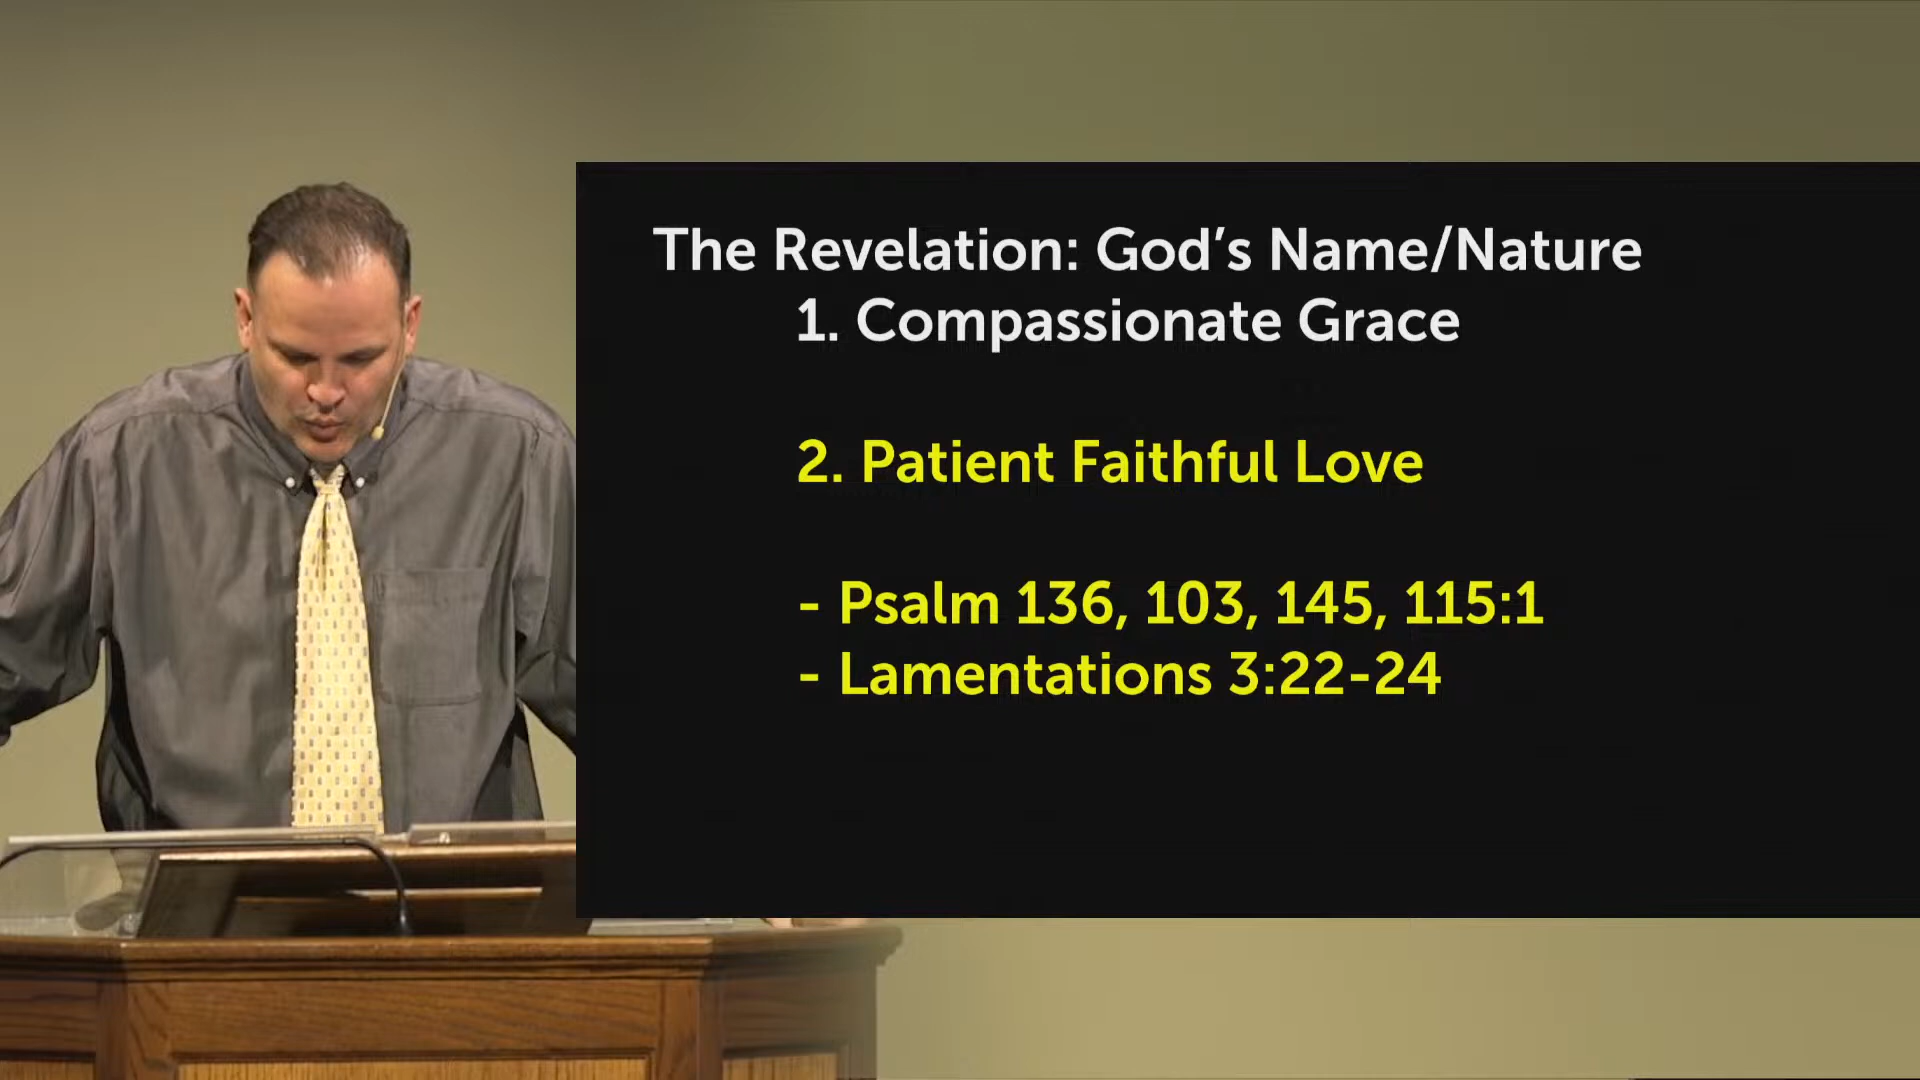 The Revelation: God’s Name/Nature
1. Compassionate Grace
2. Patient Faithful Love
- Psalm 136, 103, 145, 115:1
- Lamentations 3:22-24